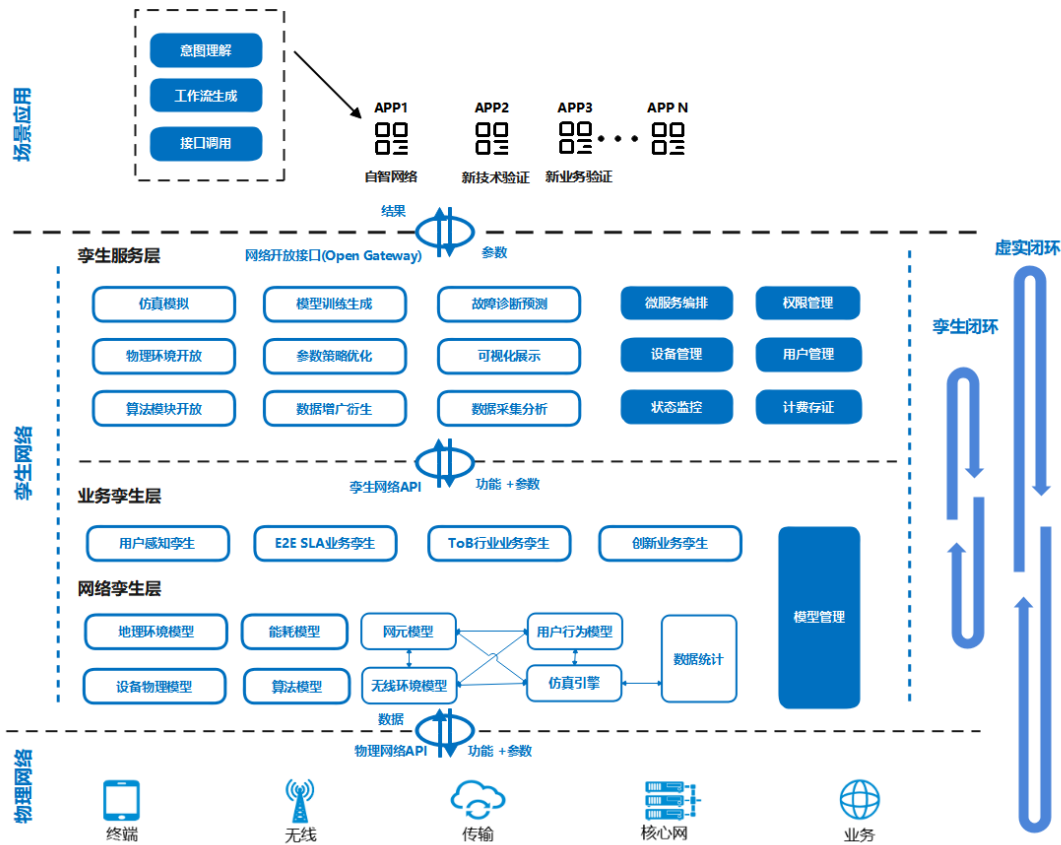 场景应用
意图理解
工作流生成
接口调用
APP1
APP2
APP3
APP N
自智网络
新技术验证
新业务验证
结果
网络开放接口(Open Gateway)
参数
孪生网络
孪生服务层
仿真模拟
模型训练生成
故障诊断预测
微服务编排
权限管理
物理环境开放
参数策略优化
可视化展示
设备管理
用户管理
算法模块开放
数据增广衍生
数据采集分析
状态监控
计费存证
孪生网络API
功能 +参数
业务孪生层
用户感知孪生
E2E SLA业务孪生
ToB行业业务孪生
创新业务孪生
模型管理
网络孪生层
地理环境模型
能耗模型
网元模型
用户行为模型
数据统计
设备物理模型
算法模型
无线环境模型
仿真引擎
数据
物理网络API
功能 +参数
物理网络
终端
无线
传输
核心网
业务
孪生闭环
虚实闭环